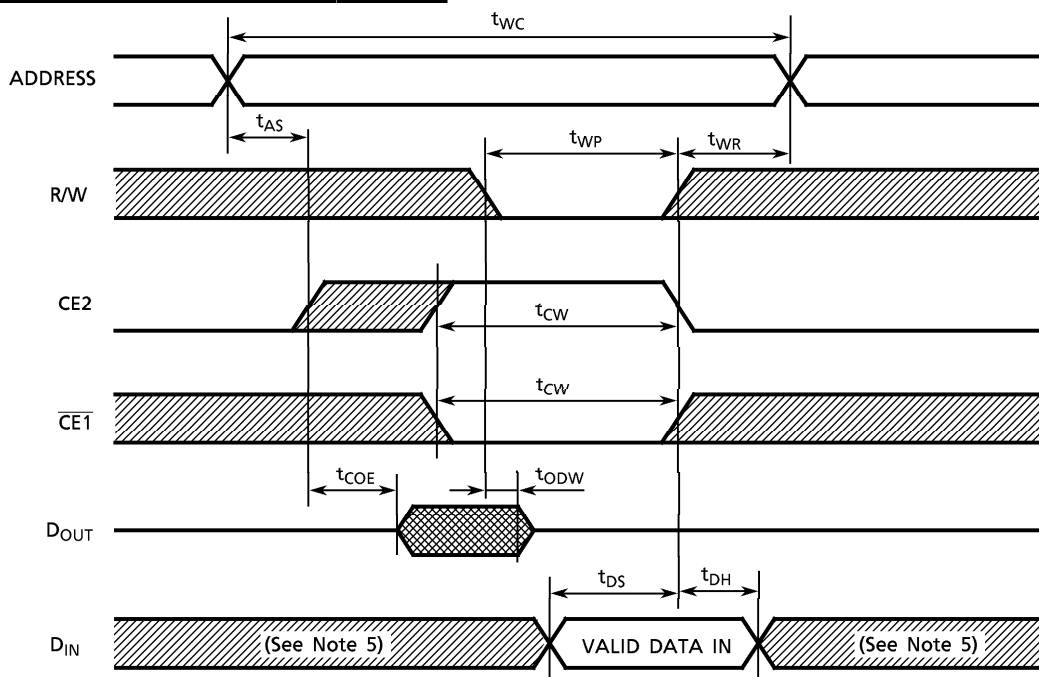 tWC
ADDRESS
tAS
tWP
tWR
R/W
CE2
tCW
tCW
CE1
tCOE
tODW
DOUT
tDS
tDH
DIN
(See Note 5)
VALID DATA IN
(See Note 5)